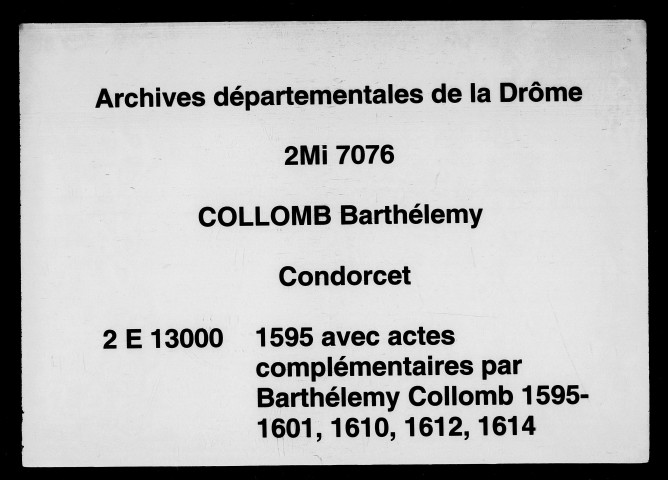 Archives départementales de la Drôme
2Mi 7076
COLLOMB Barthélemy
Condorcet
2 E 13000 1595 avec actes
complémentaires par
Barthélemy Collomb 1595-
1601, 1610, 1612, 1614